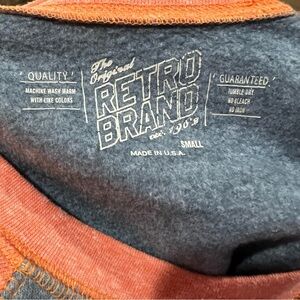 The
Original
RETRO
BRAND
EST. 190's
SMALL
MADE IN U.S.A.
QUALITY
MACHINE WASH WARM
WITH LIKE COLORS
GUARANTEED
TUMBLE DRY
NO BLEACH
NO IRON